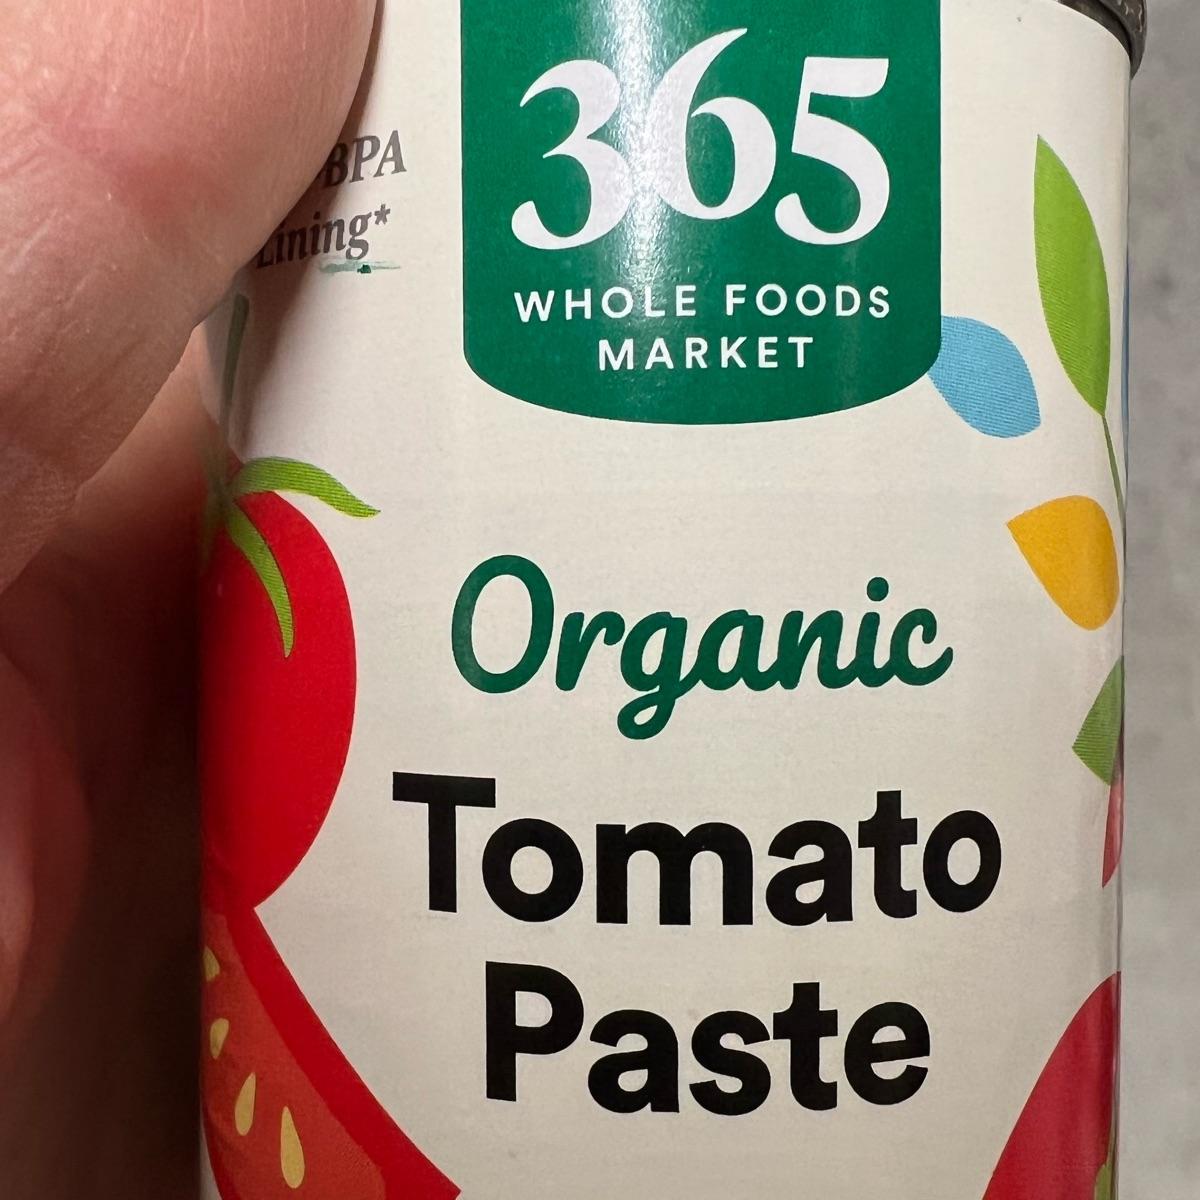 365
WHOLE FOODS
MARKET
BPA
Lining*
Organic
Tomato
Paste